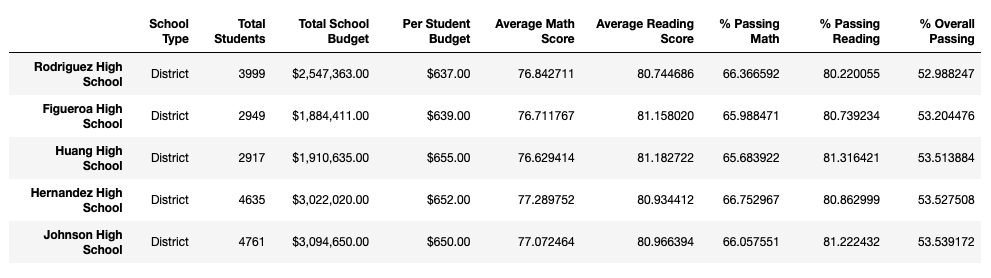 School Type Total Students Total School Budget Per Student Budget Average Math Score Average Reading Score % Passing Math % Passing Reading % Overall Passing
Rodriguez High School District 3999 $2,547,363.00 $637.00 76.842711 80.744686 66.366592 80.220055 52.988247
Figueroa High School District 2949 $1,884,411.00 $639.00 76.711767 81.158020 65.988471 80.739234 53.204476
Huang High School District 2917 $1,910,635.00 $655.00 76.629414 81.182722 65.683922 81.316421 53.513884
Hernandez High School District 4635 $3,022,020.00 $652.00 77.289752 80.934412 66.752967 80.862999 53.527508
Johnson High School District 4761 $3,094,650.00 $650.00 77.072464 80.966394 66.057551 81.222432 53.539172